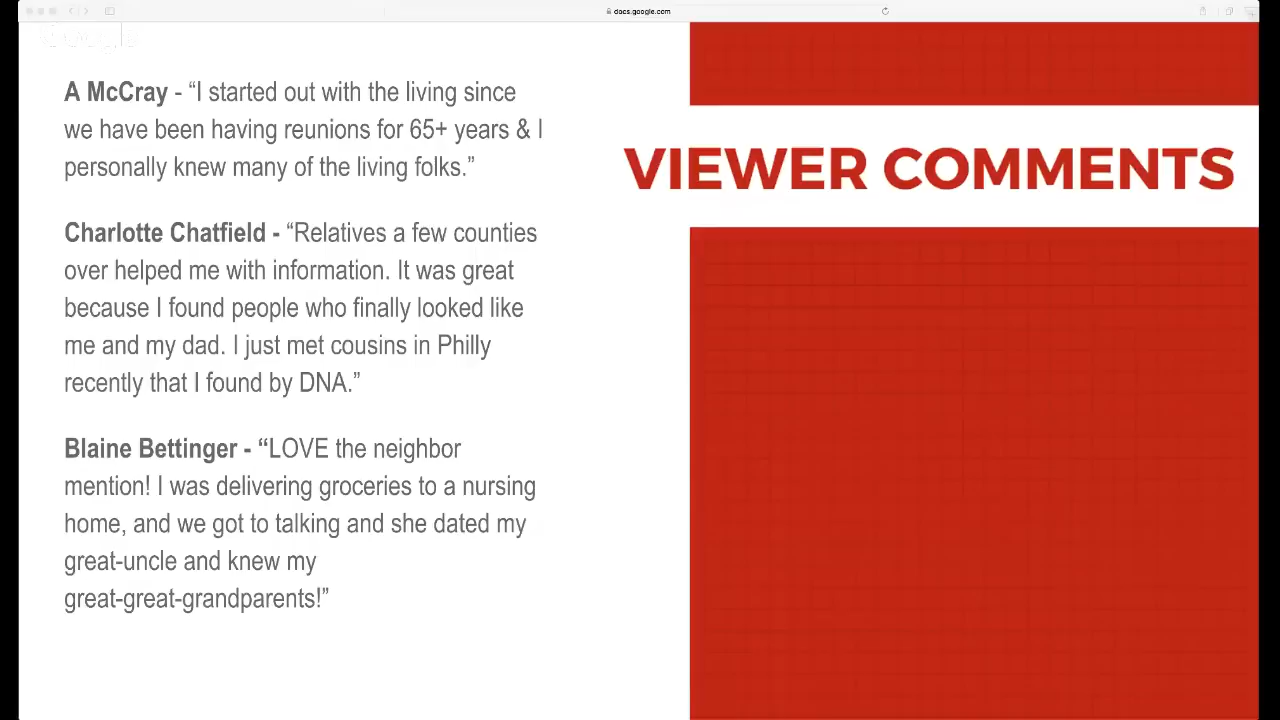 docs.google.com
A McCray - “I started out with the living since
we have been having reunions for 65+ years & I
personally knew many of the living folks.”
VIEWER COMMENTS
Charlotte Chatfield - “Relatives a few counties
over helped me with information. It was great
because I found people who finally looked like
me and my dad. I just met cousins in Philly
recently that I found by DNA.”
Blaine Bettinger - “LOVE the neighbor
mention! I was delivering groceries to a nursing
home, and we got to talking and she dated my
great-uncle and knew my
great-great-grandparents!”